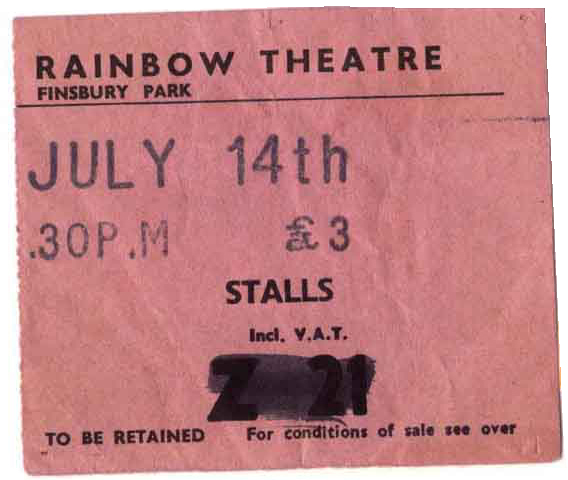 RAINBOW THEATRE
FINSBURY PARK
JULY 14th
.30P.M £3
STALLS
Incl. V.A.T.
Z 21
TO BE RETAINED For conditions of sale see over